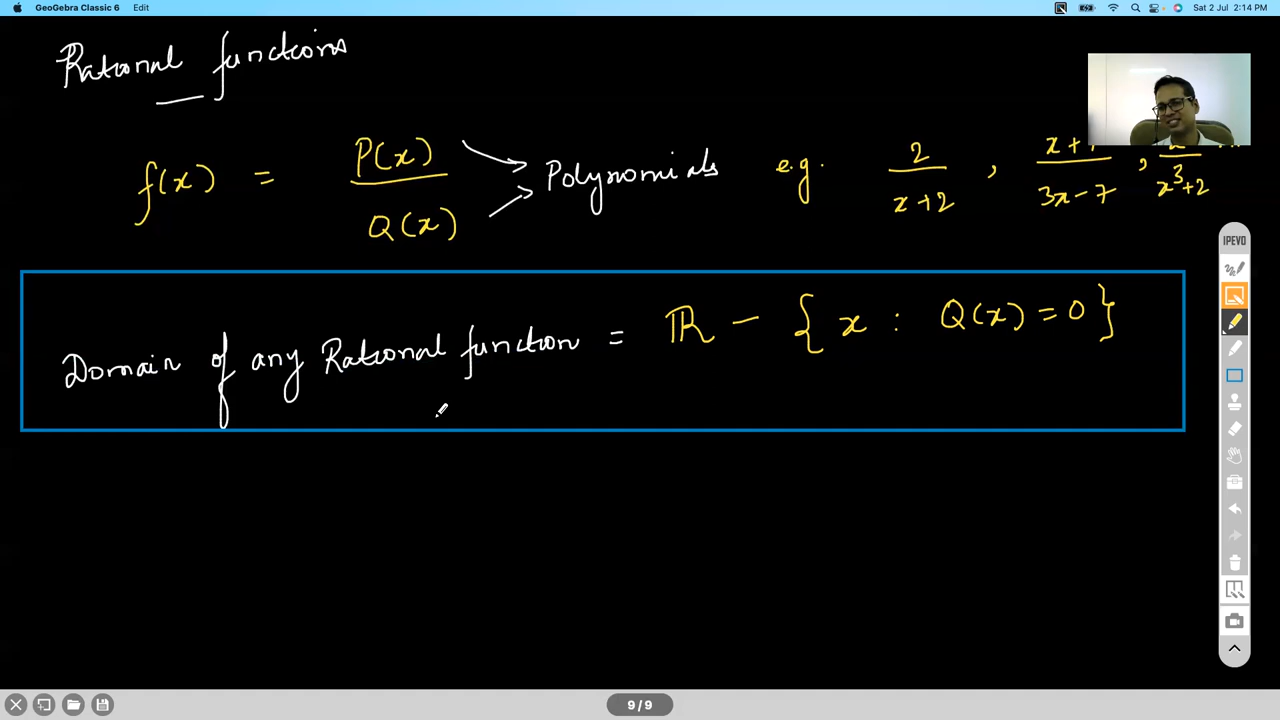 GeoGebra Classic 6 Edit Sat 2 Jul 2:14 PM
Rational functions
f(x) = P(x) / Q(x) Polynomials e.g. 2 / x+2 , x+1 / 3x-7 , / x³+2
IPEVO
Domain of any Rational function = ℝ - { x : Q(x) = 0 }
9/9